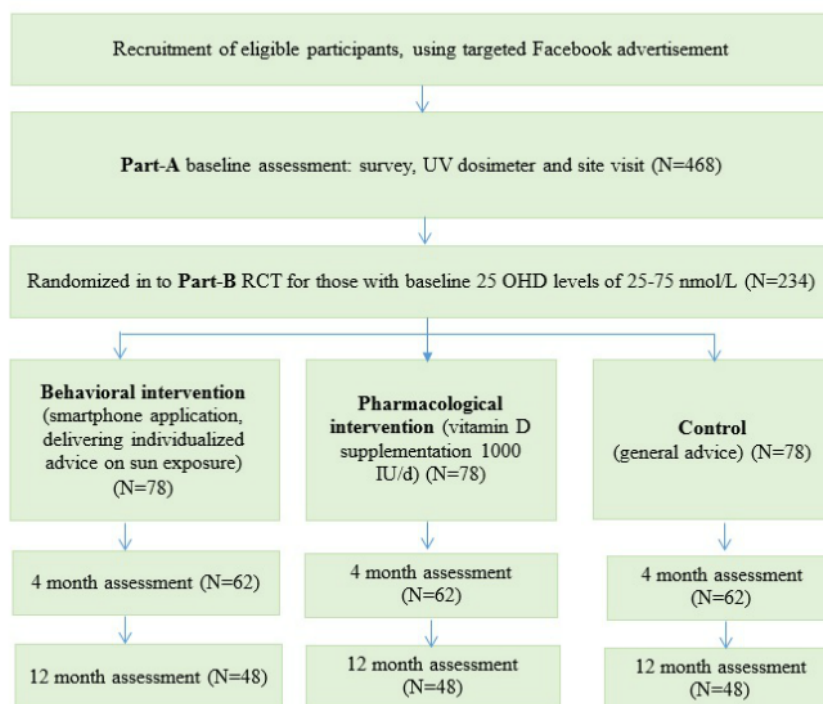 Recruitment of eligible participants, using targeted Facebook advertisement
Part-A baseline assessment: survey, UV dosimeter and site visit (N=468)
Randomized in to Part-B RCT for those with baseline 25 OHD levels of 25-75 nmol/L (N=234)
Behavioral intervention
(smartphone application,
delivering individualized
advice on sun exposure)
(N=78)
Pharmacological
intervention (vitamin D
supplementation 1000
IU/d) (N=78)
Control
(general advice) (N=78)
4 month assessment (N=62)
4 month assessment
(N=62)
4 month assessment
(N=62)
12 month assessment (N=48)
12 month assessment
(N=48)
12 month assessment
(N=48)